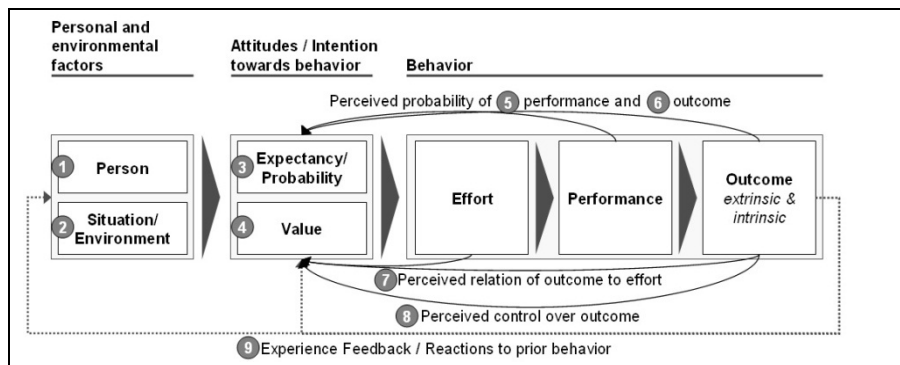 Personal and
environmental
factors
Attitudes / Intention
towards behavior
Behavior
Perceived probability of 5 performance and 6 outcome
1 Person
2 Situation/
Environment
3 Expectancy/
Probability
4 Value
Effort
Performance
Outcome
extrinsic &
intrinsic
7 Perceived relation of outcome to effort
8 Perceived control over outcome
9 Experience Feedback / Reactions to prior behavior